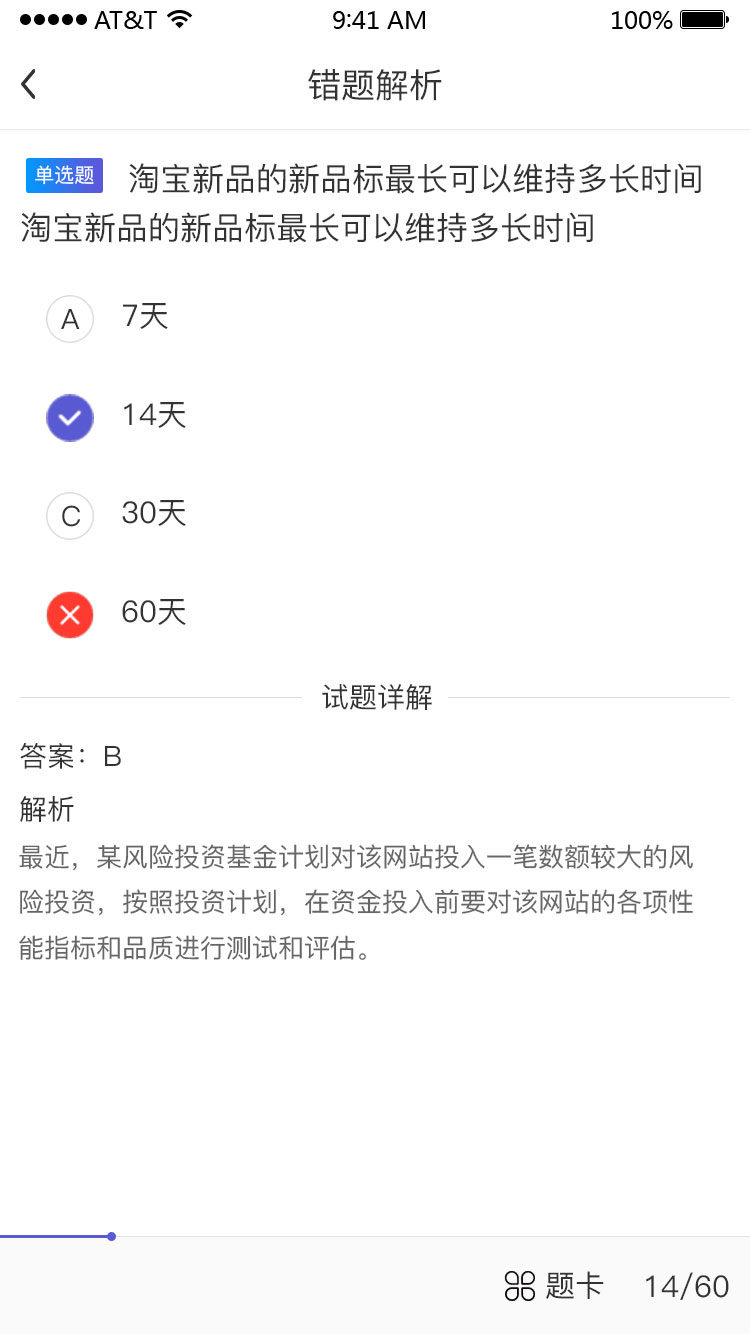 ●●●●● AT&T 9:41 AM 100%
错题解析
单选题 淘宝新品的新品标最长可以维持多长时间
淘宝新品的新品标最长可以维持多长时间
A 7天
14天
C 30天
60天
试题详解
答案：B
解析
最近，某风险投资基金计划对该网站投入一笔数额较大的风
险投资，按照投资计划，在资金投入前要对该网站的各项性
能指标和品质进行测试和评估。
题卡 14/60